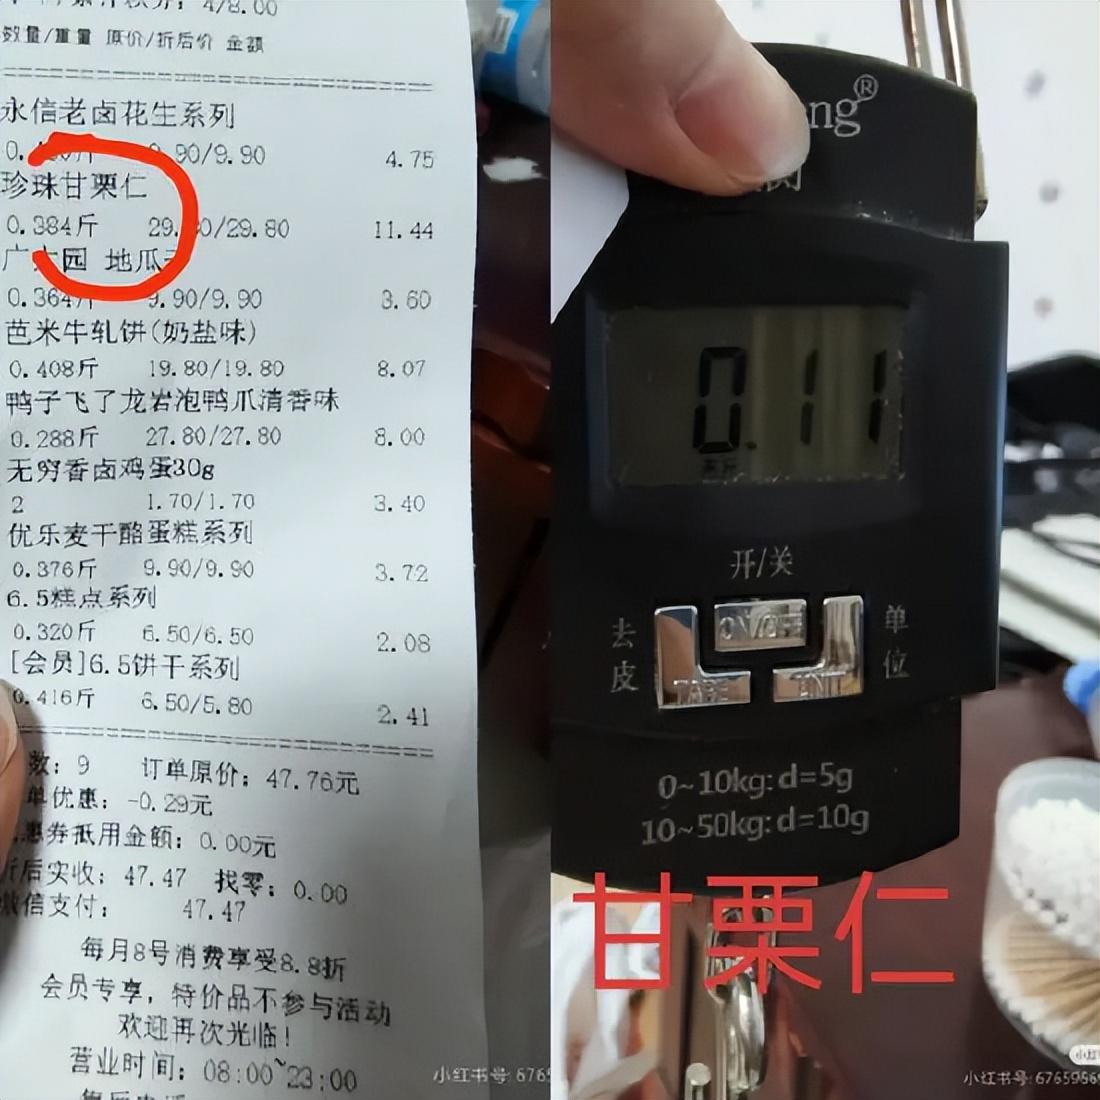 数量/重量 原价/折后价 金额
永信老卤花生系列
9.90/9.90 4.75
珍珠甘栗仁
0.384斤 29. 0/29.80 11.44
园 地瓜
0.364斤 9.90/9.90 3.60
芭米牛轧饼(奶盐味)
0.408斤 19.80/19.80 8.07
鸭子飞了龙岩泡鸭爪清香味
0.288斤 27.80/27.80 8.00
无穷香卤鸡蛋30g
2 1.70/1.70 3.40
优乐麦干酪蛋糕系列
0.376斤 9.90/9.90 3.72
6.5糕点系列
0.320斤 6.50/6.50 2.08
[会员]6.5饼干系列
0.416斤 6.50/5.80 2.41
数: 9 订单原价: 47.76元
单优惠: -0.29元
惠券抵用金额: 0.00元
折后实收: 47.47 找零: 0.00
微信支付: 47.47
每月8号消费享受8.8折
会员专享, 特价品不参与活动
欢迎再次光临!
营业时间: 08:00~23:00
小红书号: 676
ng®
0.11
开/关
去皮
ON/OFF
单位
TARE
UNIT
0~10kg: d=5g
10~50kg: d=10g
甘栗仁
小红书号: 6765956